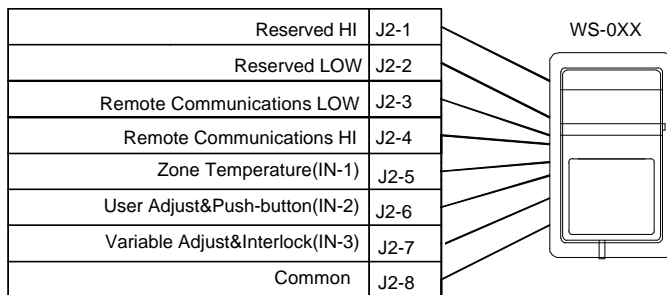 Reserved HI J2-1
WS-0XX
Reserved LOW J2-2
Remote Communications LOW J2-3
Remote Communications HI J2-4
Zone Temperature(IN-1) J2-5
User Adjust&Push-button(IN-2) J2-6
Variable Adjust&Interlock(IN-3) J2-7
Common J2-8